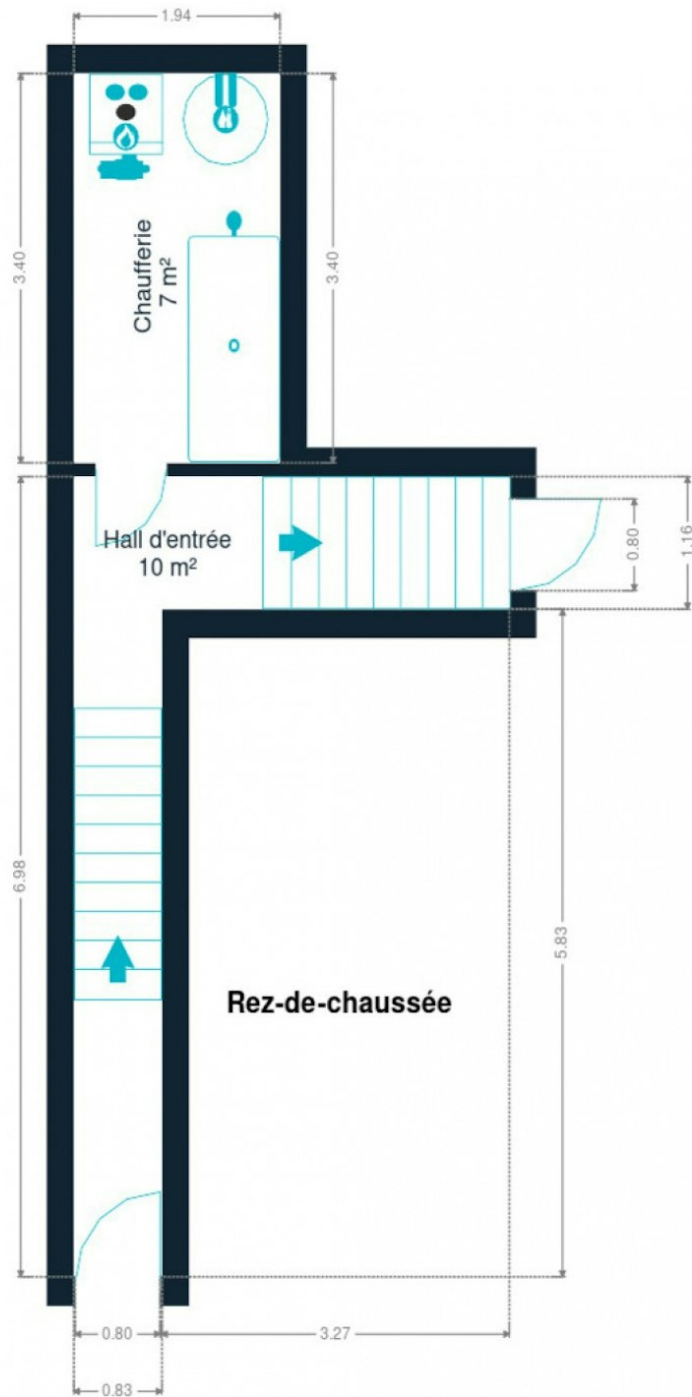 1.94
3.40
3.40
Chaufferie
7 m²
Hall d'entrée
10 m²
0.80
1.16
6.98
5.83
Rez-de-chaussée
0.80
3.27
0.83